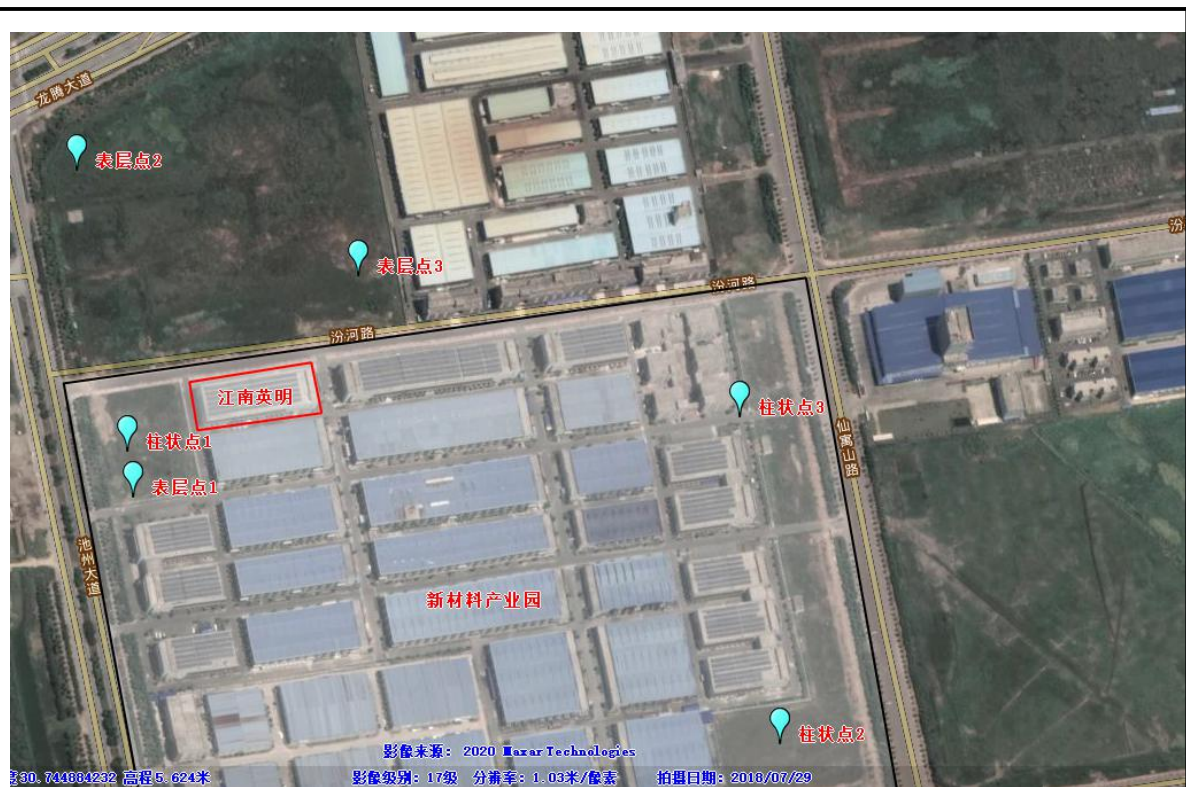 龙腾大道
表层点2
表层点3
汾
汾河路
汾河路
江南英明
柱状点3
柱状点1
仙寓山路
表层点1
池州大道
新材料产业园
柱状点2
影像来源: 2020 Maxar Technologies
30.744884232 高程5.624米
影像级别: 17级 分辨率: 1.03米/像素 拍摄日期: 2018/07/29